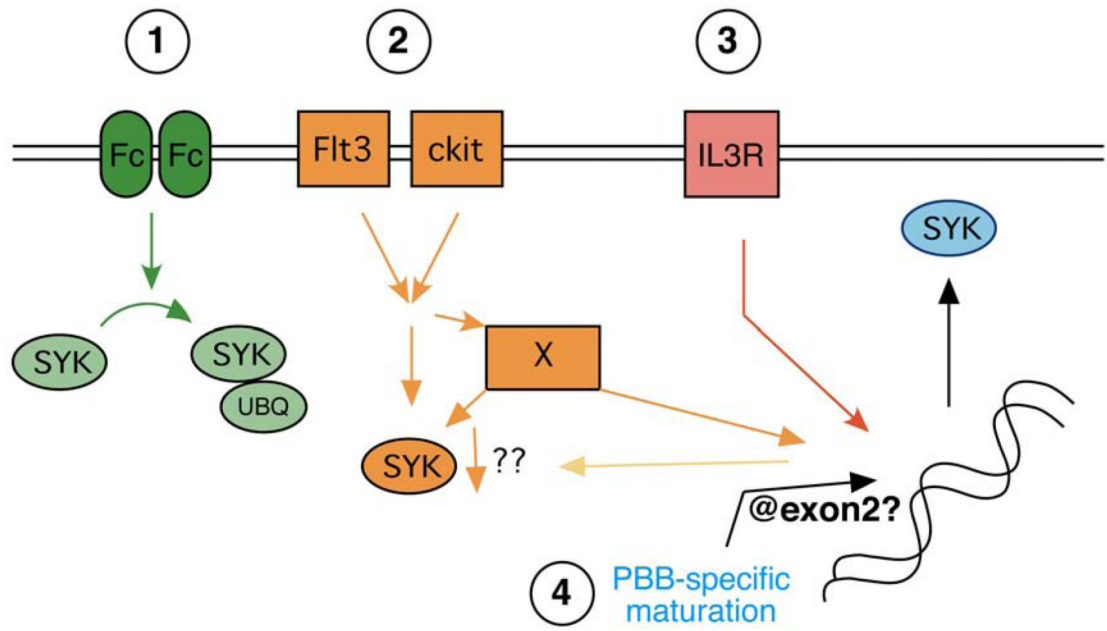 1
2
3
Fc Fc
Flt3 ckit
IL3R
SYK
SYK
SYK
UBQ
X
SYK
??
@exon2?
4
PBB-specific
maturation